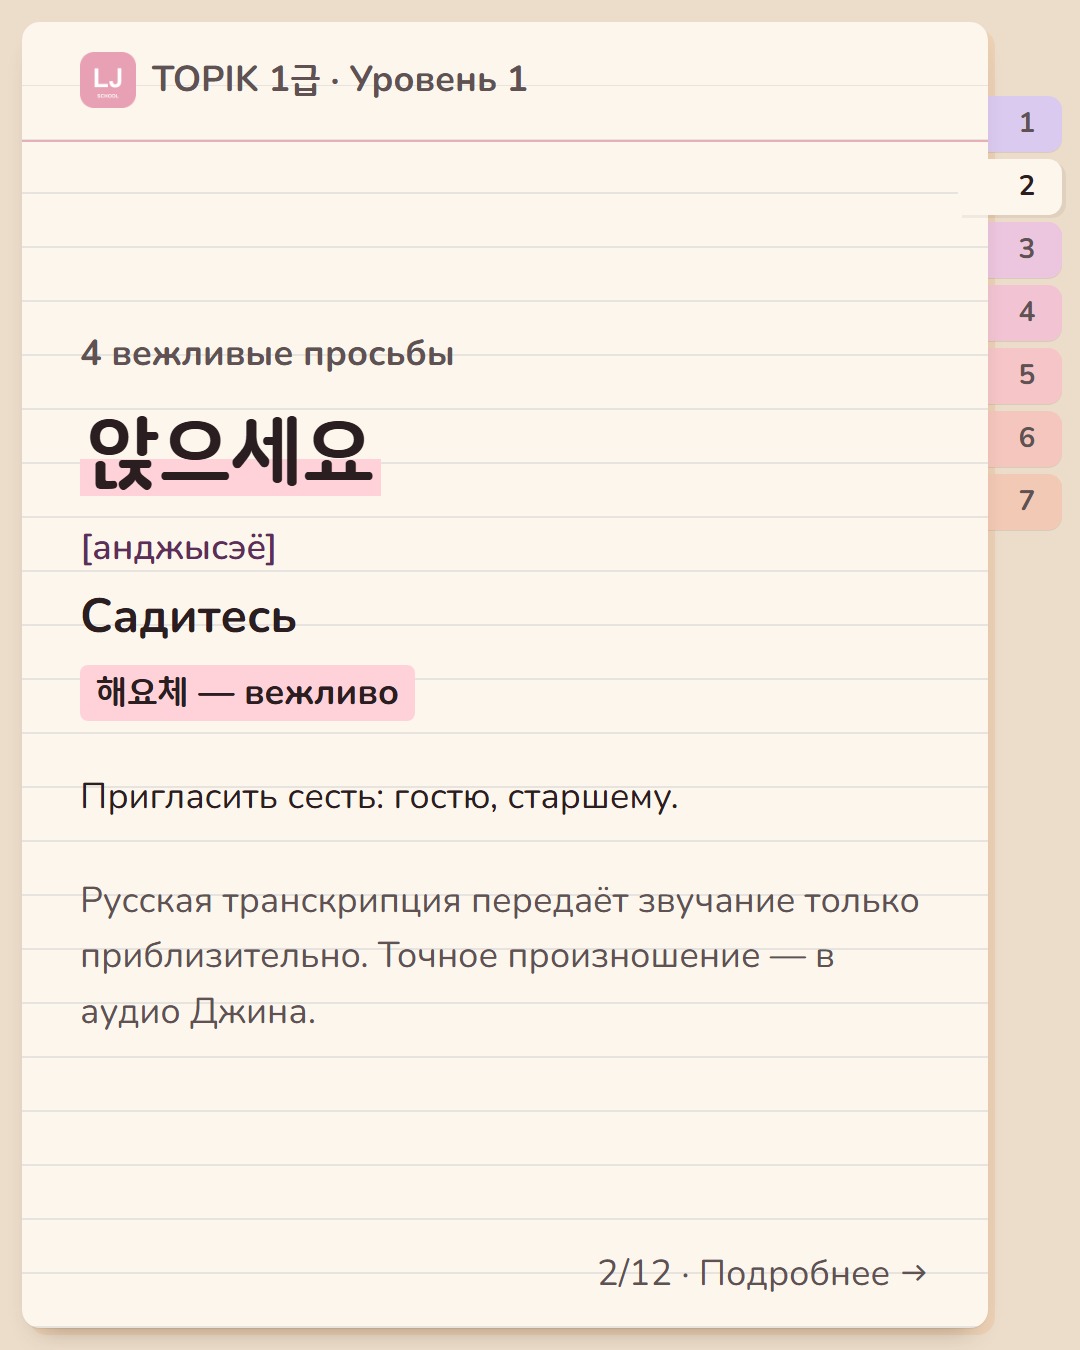 LJ
SCHOOL
TOPIK 1급 · Уровень 1
1
2
3
4
5
6
7
4 вежливые просьбы
앉으세요
[анджысэё]
Садитесь
해요체 — вежливо
Пригласить сесть: гостю, старшему.
Русская транскрипция передаёт звучание только
приблизительно. Точное произношение — в
аудио Джина.
2/12 · Подробнее →